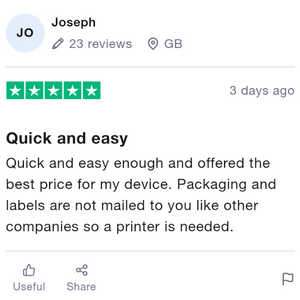 JO
Joseph
23 reviews GB
3 days ago
Quick and easy
Quick and easy enough and offered the
best price for my device. Packaging and
labels are not mailed to you like other
companies so a printer is needed.
Useful Share